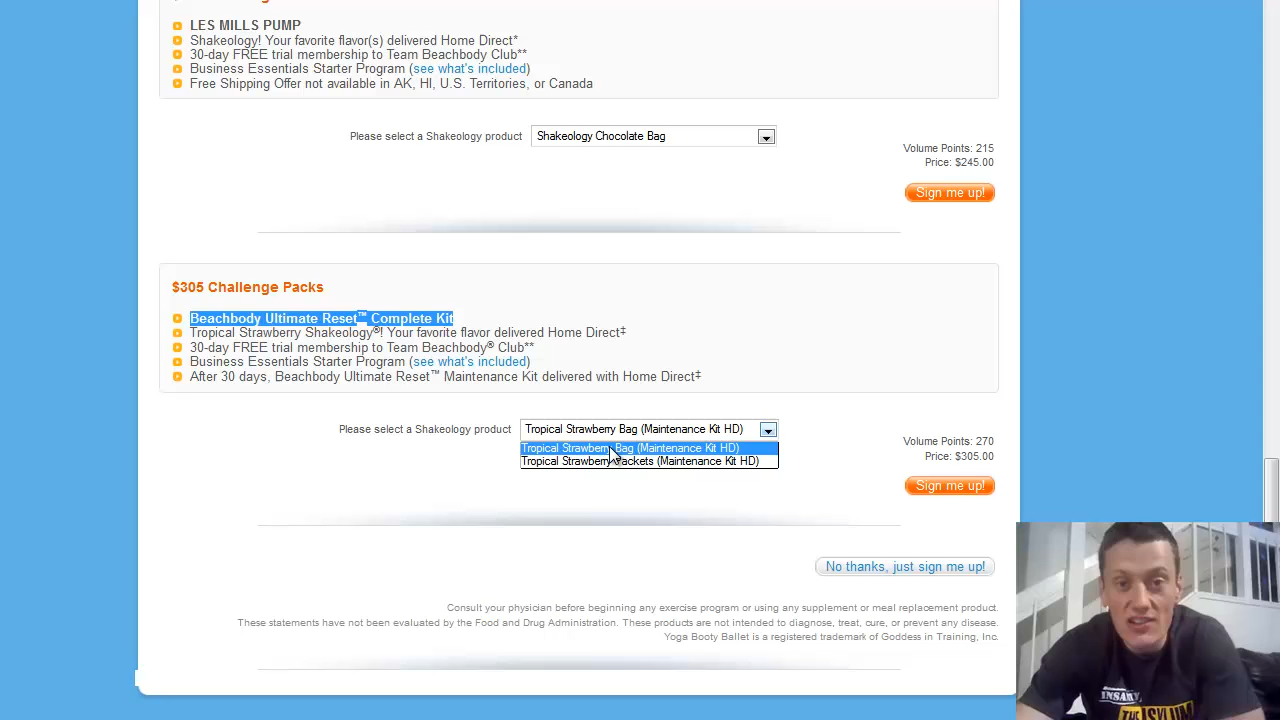 LES MILLS PUMP
Shakeology! Your favorite flavor(s) delivered Home Direct*
30-day FREE trial membership to Team Beachbody Club**
Business Essentials Starter Program (see what's included)
Free Shipping Offer not available in AK, HI, U.S. Territories, or Canada
Please select a Shakeology product
Shakeology Chocolate Bag
Volume Points: 215
Price: $245.00
Sign me up!
$305 Challenge Packs
Beachbody Ultimate Reset™ Complete Kit
Tropical Strawberry Shakeology®! Your favorite flavor delivered Home Direct‡
30-day FREE trial membership to Team Beachbody® Club**
Business Essentials Starter Program (see what's included)
After 30 days, Beachbody Ultimate Reset™ Maintenance Kit delivered with Home Direct‡
Please select a Shakeology product
Tropical Strawberry Bag (Maintenance Kit HD)
Tropical Strawberry Bag (Maintenance Kit HD)
Tropical Strawberry Packets (Maintenance Kit HD)
Volume Points: 270
Price: $305.00
Sign me up!
No thanks, just sign me up!
Consult your physician before beginning any exercise program or using any supplement or meal replacement product.
These statements have not been evaluated by the Food and Drug Administration. These products are not intended to diagnose, treat, cure, or prevent any disease.
Yoga Booty Ballet is a registered trademark of Goddess in Training, Inc.
THE ASYLUM